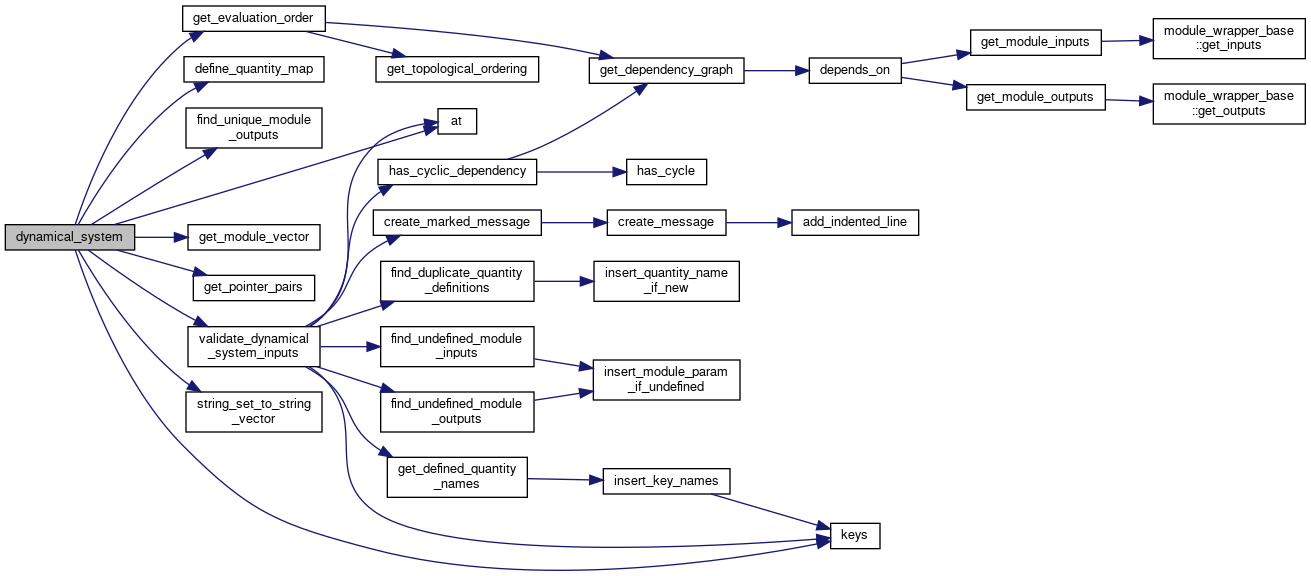 dynamical_system
get_evaluation_order
define_quantity_map
find_unique_module
_outputs
get_module_vector
get_pointer_pairs
validate_dynamical
_system_inputs
string_set_to_string
_vector
get_topological_ordering
at
has_cyclic_dependency
create_marked_message
find_duplicate_quantity
_definitions
find_undefined_module
_inputs
find_undefined_module
_outputs
get_defined_quantity
_names
get_dependency_graph
has_cycle
create_message
insert_quantity_name
_if_new
insert_module_param
_if_undefined
insert_key_names
depends_on
add_indented_line
keys
get_module_inputs
get_module_outputs
module_wrapper_base
::get_inputs
module_wrapper_base
::get_outputs